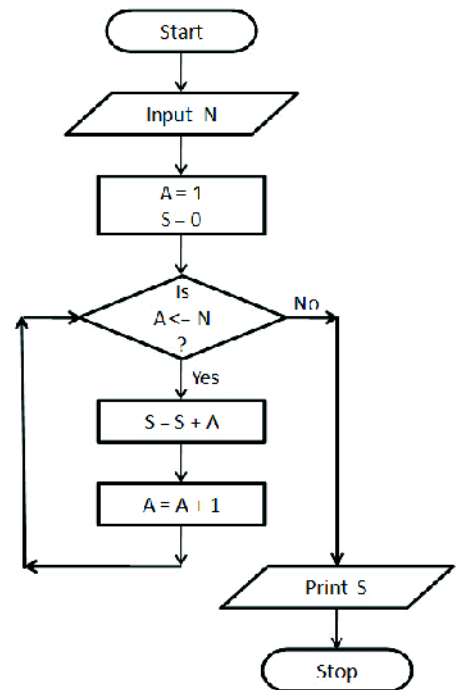 Start
Input N
A = 1
S = 0
Is
A<= N
?
No
Yes
S = S + A
A = A + 1
Print S
Stop